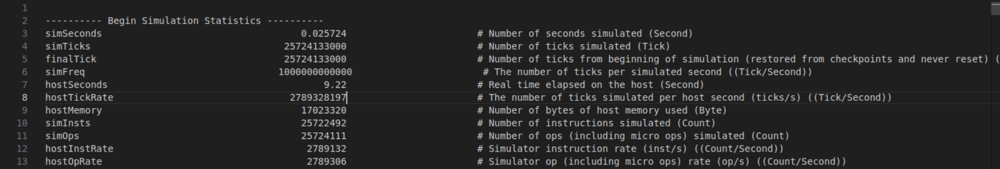 1
2 ---------- Begin Simulation Statistics ----------
3 simSeconds 0.025724 # Number of seconds simulated (Second)
4 simTicks 25724133000 # Number of ticks simulated (Tick)
5 finalTick 25724133000 # Number of ticks from beginning of simulation (restored from checkpoints and never reset) (
6 simFreq 1000000000000 # The number of ticks per simulated second ((Tick/Second))
7 hostSeconds 9.22 # Real time elapsed on the host (Second)
8 hostTickRate 2789328197 # The number of ticks simulated per host second (ticks/s) ((Tick/Second))
9 hostMemory 17023320 # Number of bytes of host memory used (Byte)
10 simInsts 25722492 # Number of instructions simulated (Count)
11 simOps 25724111 # Number of ops (including micro ops) simulated (Count)
12 hostInstRate 2789132 # Simulator instruction rate (inst/s) ((Count/Second))
13 hostOpRate 2789306 # Simulator op (including micro ops) rate (op/s) ((Count/Second))